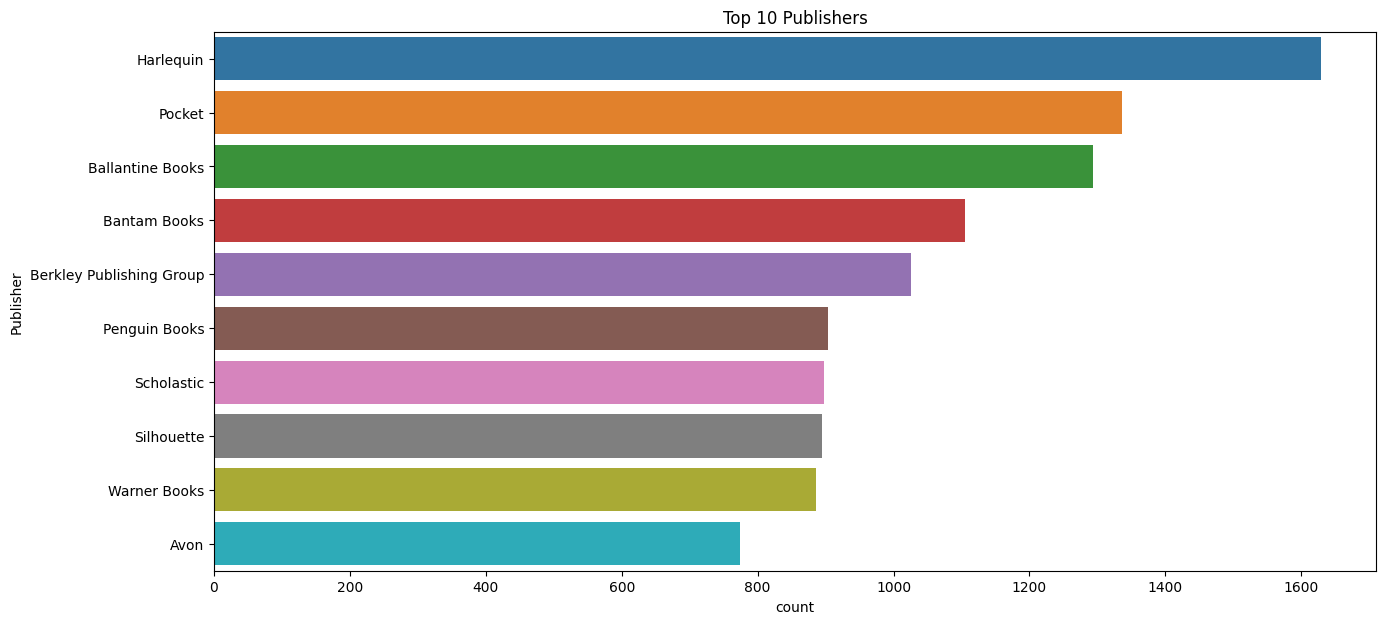 Top 10 Publishers
Publisher
Harlequin
Pocket
Ballantine Books
Bantam Books
Berkley Publishing Group
Penguin Books
Scholastic
Silhouette
Warner Books
Avon
0 200 400 600 800 1000 1200 1400 1600
count